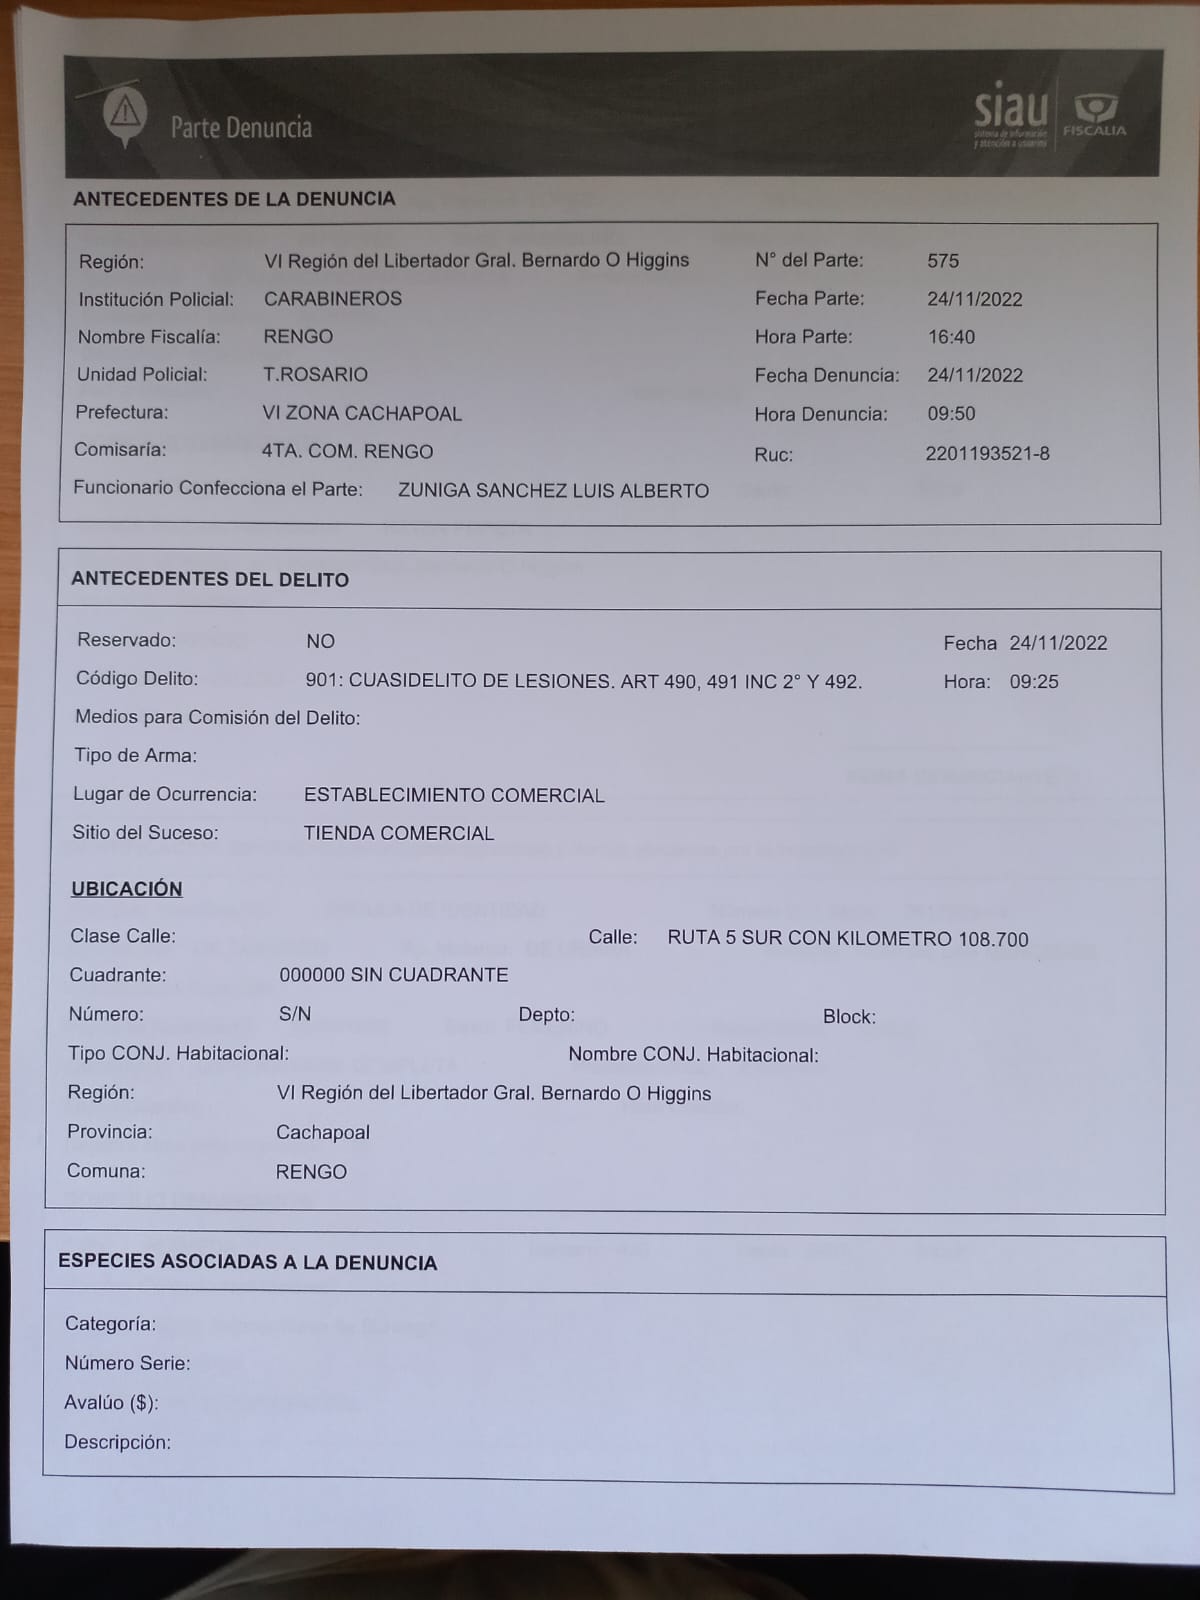 Parte Denuncia
siau
sistema de información
y atención a usuarios
FISCALIA
ANTECEDENTES DE LA DENUNCIA
Región: VI Región del Libertador Gral. Bernardo O Higgins N° del Parte: 575
Institución Policial: CARABINEROS Fecha Parte: 24/11/2022
Nombre Fiscalía: RENGO Hora Parte: 16:40
Unidad Policial: T.ROSARIO Fecha Denuncia: 24/11/2022
Prefectura: VI ZONA CACHAPOAL Hora Denuncia: 09:50
Comisaría: 4TA. COM. RENGO Ruc: 2201193521-8
Funcionario Confecciona el Parte: ZUNIGA SANCHEZ LUIS ALBERTO
ANTECEDENTES DEL DELITO
Reservado: NO Fecha 24/11/2022
Código Delito: 901: CUASIDELITO DE LESIONES. ART 490, 491 INC 2° Y 492. Hora: 09:25
Medios para Comisión del Delito:
Tipo de Arma:
Lugar de Ocurrencia: ESTABLECIMIENTO COMERCIAL
Sitio del Suceso: TIENDA COMERCIAL
UBICACIÓN
Clase Calle: Calle: RUTA 5 SUR CON KILOMETRO 108.700
Cuadrante: 000000 SIN CUADRANTE
Número: S/N Depto: Block:
Tipo CONJ. Habitacional: Nombre CONJ. Habitacional:
Región: VI Región del Libertador Gral. Bernardo O Higgins
Provincia: Cachapoal
Comuna: RENGO
ESPECIES ASOCIADAS A LA DENUNCIA
Categoría:
Número Serie:
Avalúo ($):
Descripción: